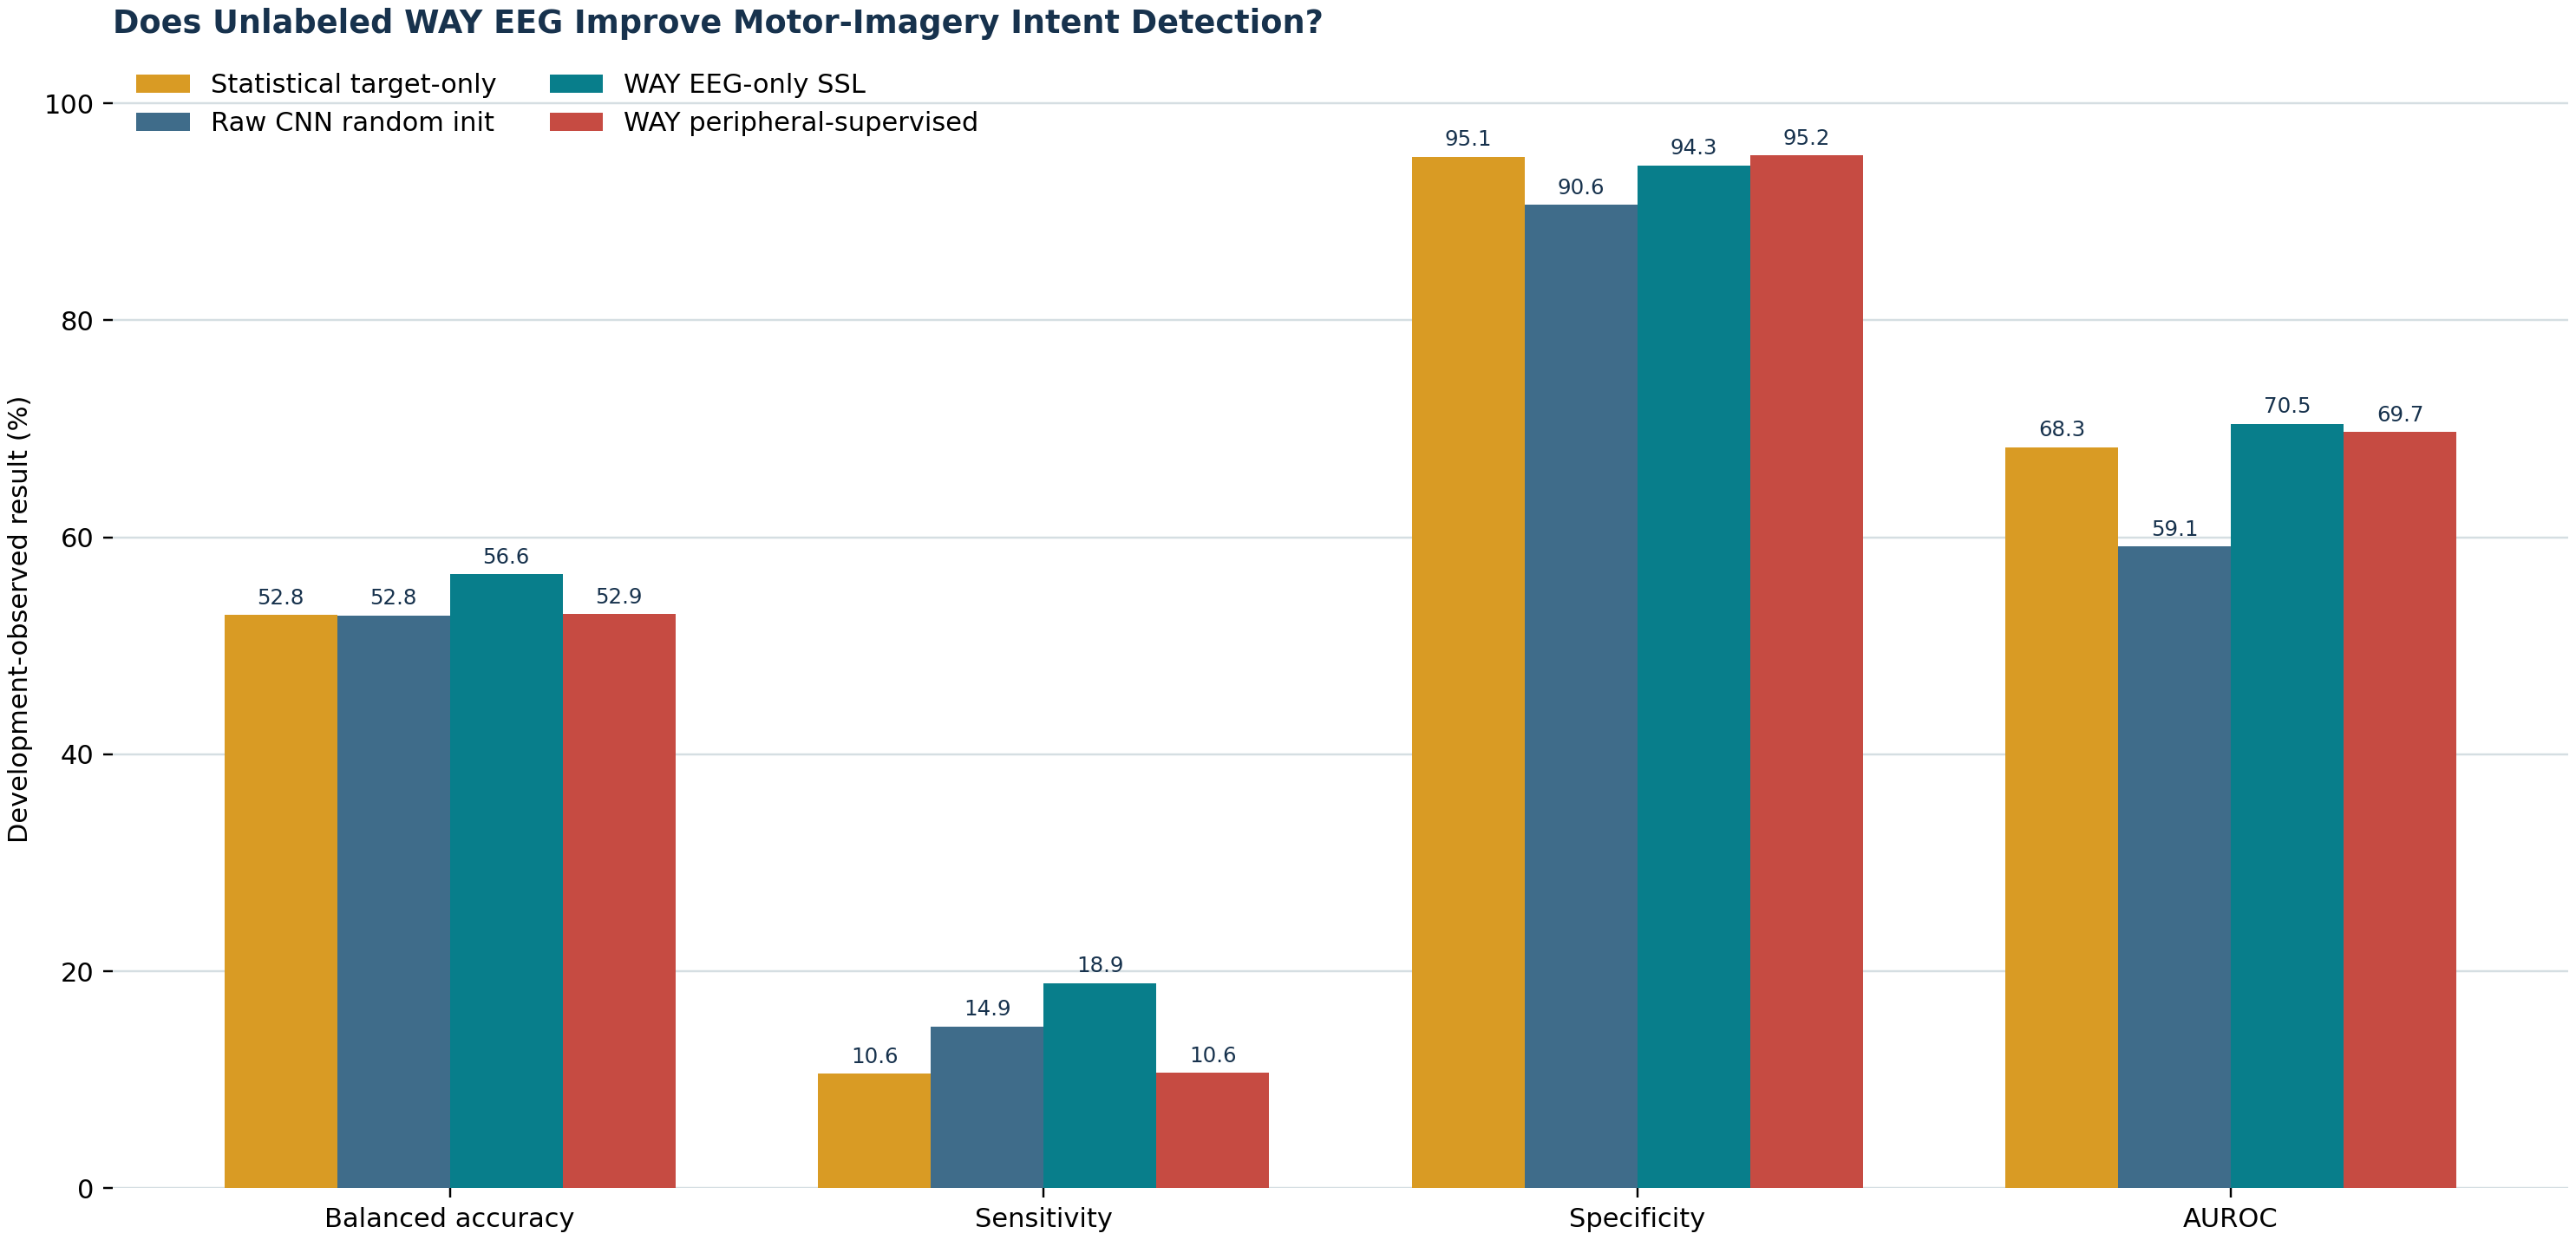 Does Unlabeled WAY EEG Improve Motor-Imagery Intent Detection?
Statistical target-only
Raw CNN random init
WAY EEG-only SSL
WAY peripheral-supervised
Development-observed result (%)
100
80
60
40
20
0
52.8
52.8
56.6
52.9
10.6
14.9
18.9
10.6
95.1
90.6
94.3
95.2
68.3
59.1
70.5
69.7
Balanced accuracy
Sensitivity
Specificity
AUROC